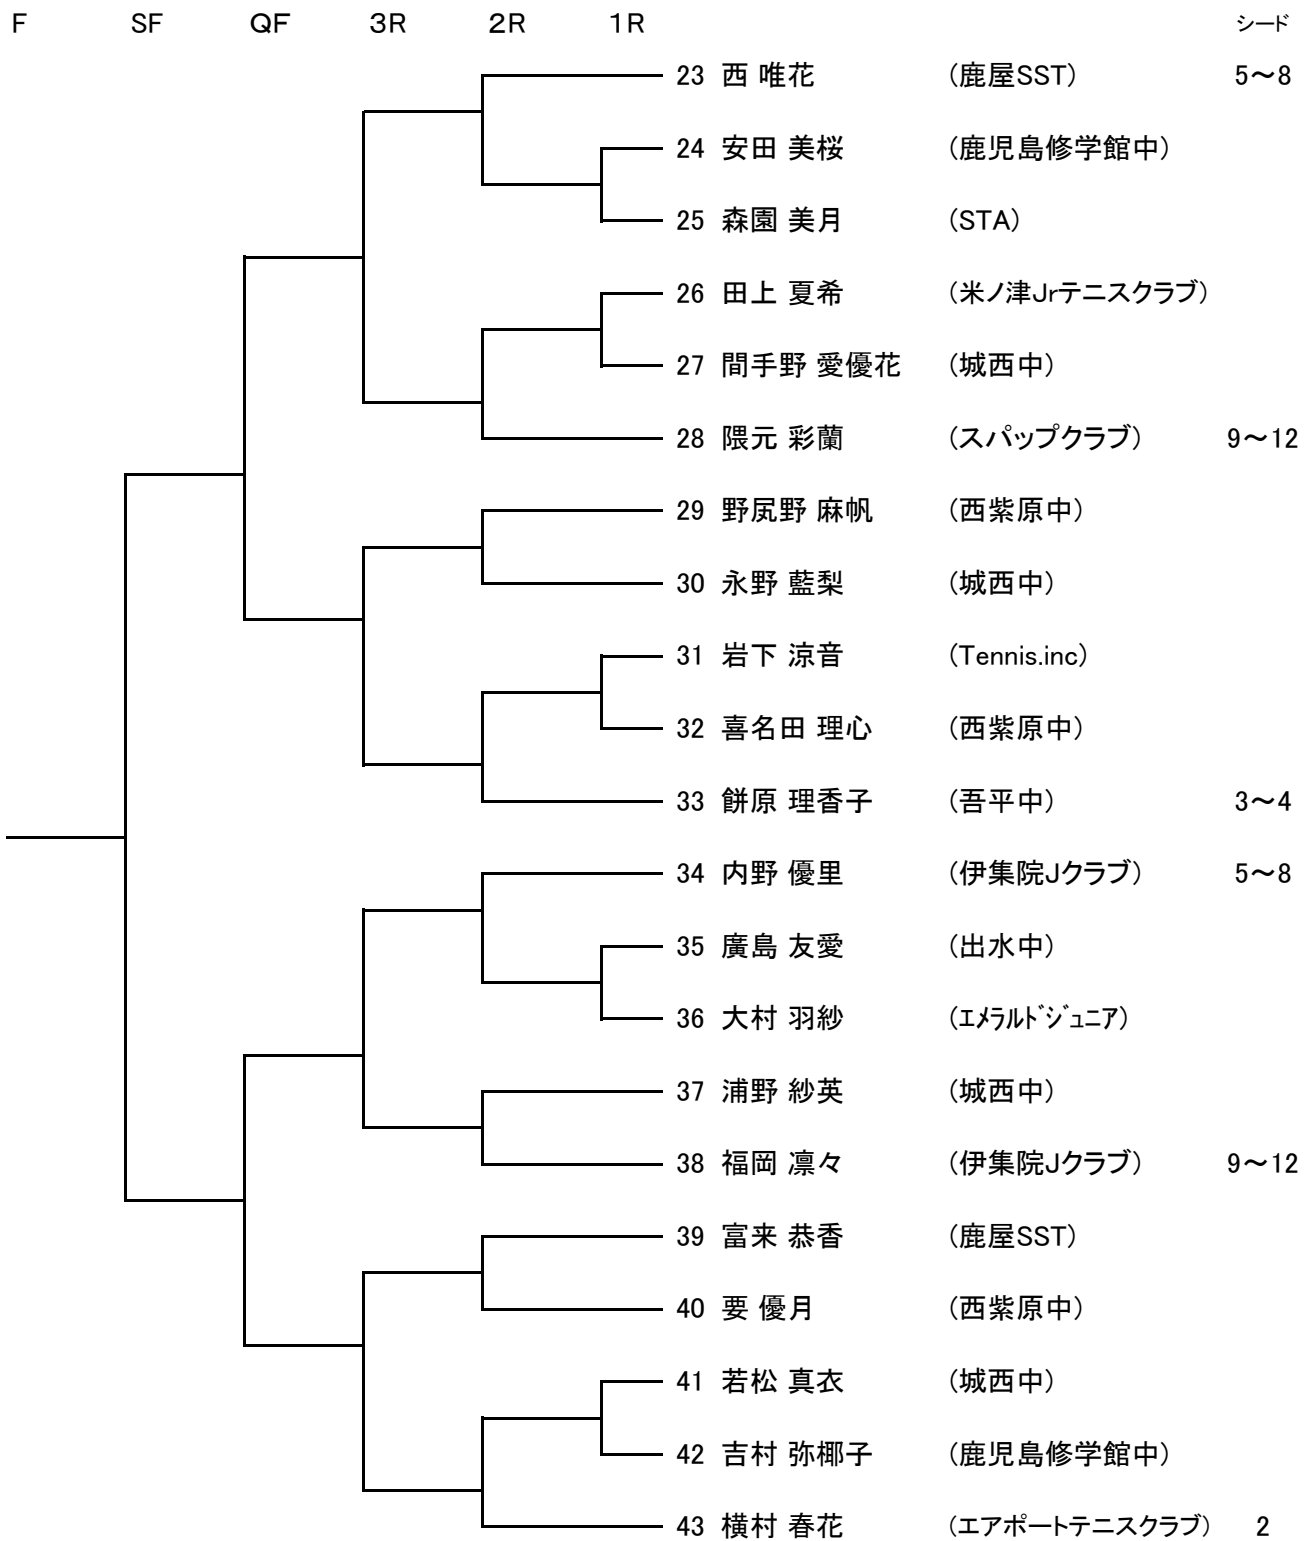 F SF QF 3R 2R 1R シード
23 西 唯花 (鹿屋SST) 5～8
24 安田 美桜 (鹿児島修学館中)
25 森園 美月 (STA)
26 田上 夏希 (米ノ津Jrテニスクラブ)
27 間手野 愛優花 (城西中)
28 隈元 彩蘭 (スパップクラブ) 9～12
29 野尻野 麻帆 (西紫原中)
30 永野 藍梨 (城西中)
31 岩下 涼音 (Tennis.inc)
32 喜名田 理心 (西紫原中)
33 餅原 理香子 (吾平中) 3～4
34 内野 優里 (伊集院Jクラブ) 5～8
35 廣島 友愛 (出水中)
36 大村 羽紗 (ｴﾒﾗﾙﾄﾞｼﾞｭﾆｱ)
37 浦野 紗英 (城西中)
38 福岡 凛々 (伊集院Jクラブ) 9～12
39 富来 恭香 (鹿屋SST)
40 要 優月 (西紫原中)
41 若松 真衣 (城西中)
42 吉村 弥椰子 (鹿児島修学館中)
43 横村 春花 (エアポートテニスクラブ) 2